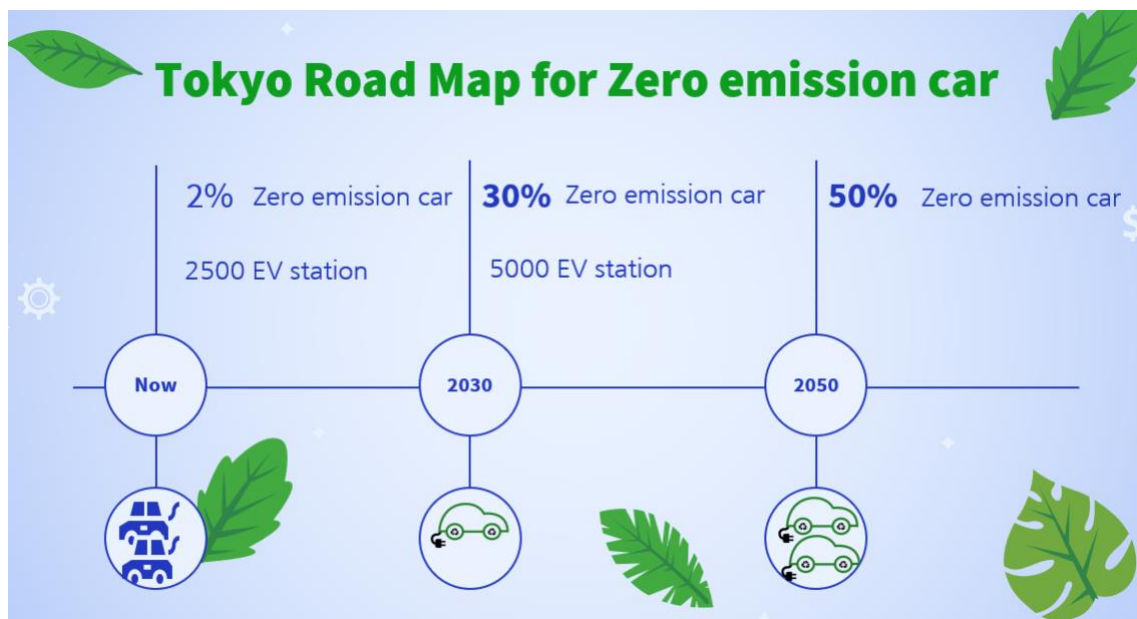 Tokyo Road Map for Zero emission car
2% Zero emission car
2500 EV station
30% Zero emission car
5000 EV station
50% Zero emission car
Now
2030
2050
$